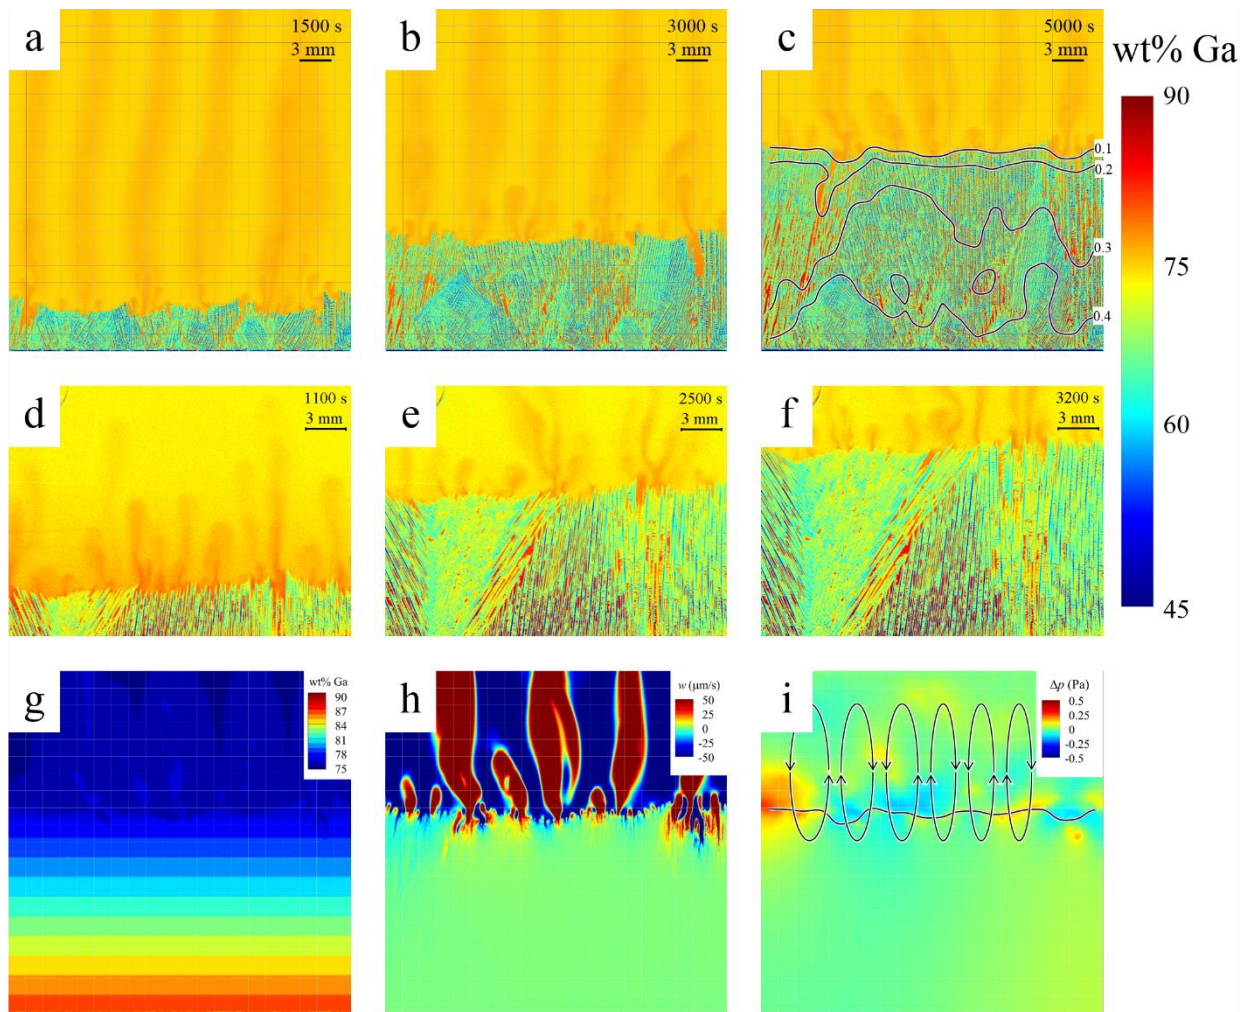 a
1500 s
3 mm
b
3000 s
3 mm
c
5000 s
3 mm
wt% Ga
90
75
60
45
0.1
0.2
0.3
0.4
d
1100 s
3 mm
e
2500 s
3 mm
f
3200 s
3 mm
g
wt% Ga
90
87
84
81
78
75
h
w (μm/s)
50
25
0
-25
-50
i
Δp (Pa)
0.5
0.25
0
-0.25
-0.5